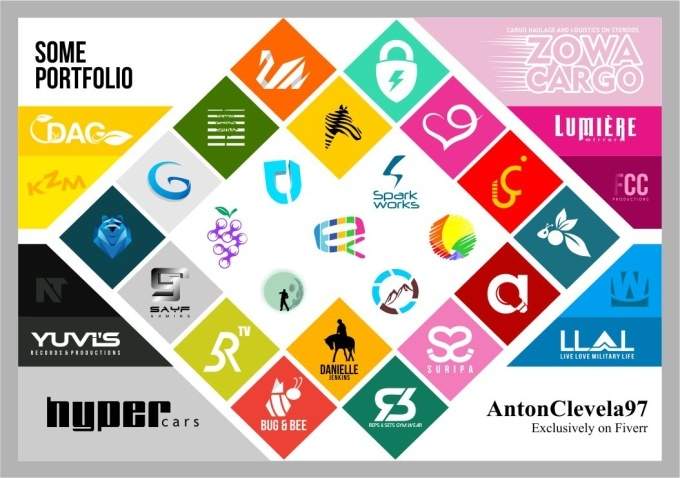 SOME
PORTFOLIO
CARGO HAULAGE AND LOGISTICS ON STEROIDS
ZOWA
CARGO
DAG
KZM
LUMIÈRE
mirrors
FCC
PRODUCTIONS
9
G
Spark
Works
SAYF
GAMING
NT
YUVI'S
RECORDS & PRODUCTIONS
hyper
cars
5R
TV
DANIELLE
JENKINS
SURIPA
a
W
LLAL
LIVE LOVE MILITARY LIFE
BUG & BEE
REPS & SETS GYM WEAR
AntonClevela97
Exclusively on Fiverr